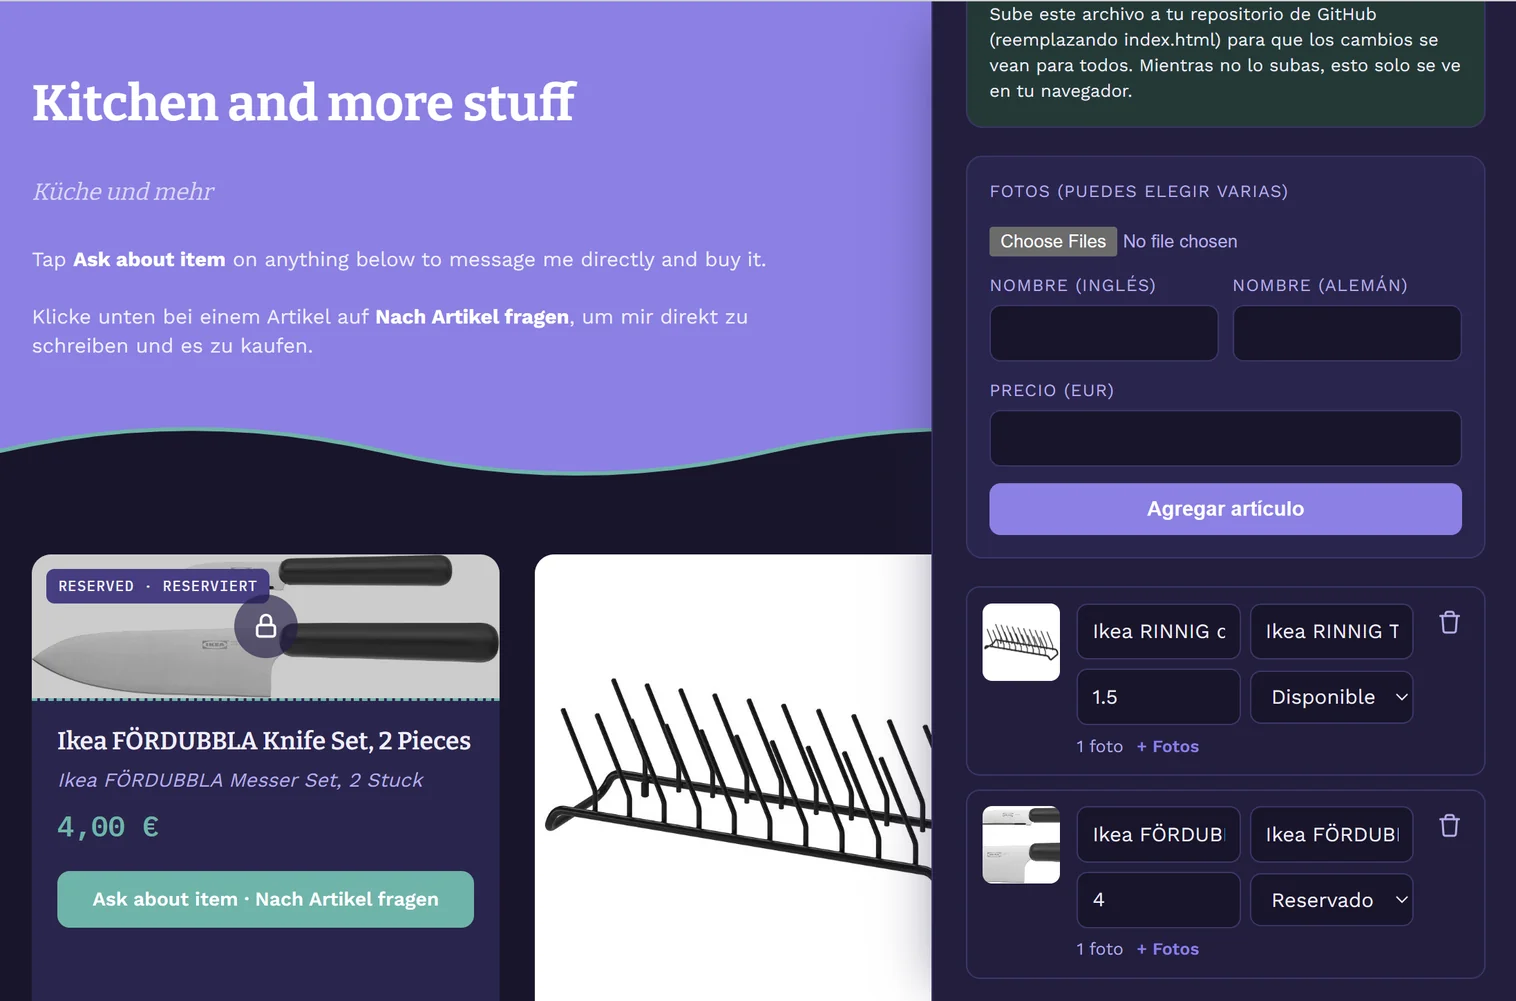 Kitchen and more stuff
Küche und mehr
Tap Ask about item on anything below to message me directly and buy it.
Klicke unten bei einem Artikel auf Nach Artikel fragen, um mir direkt zu
schreiben und es zu kaufen.
RESERVED · RESERVIERT
Ikea FÖRDUBBLA Knife Set, 2 Pieces
Ikea FÖRDUBBLA Messer Set, 2 Stuck
4,00 €
Ask about item · Nach Artikel fragen
Sube este archivo a tu repositorio de GitHub
(reemplazando index.html) para que los cambios se
vean para todos. Mientras no lo subas, esto solo se ve
en tu navegador.
FOTOS (PUEDES ELEGIR VARIAS)
Choose Files No file chosen
NOMBRE (INGLÉS) NOMBRE (ALEMÁN)
PRECIO (EUR)
Agregar artículo
Ikea RINNIG Ikea RINNIG T
1.5 Disponible
1 foto + Fotos
Ikea FÖRDUB Ikea FÖRDUB
4 Reservado
1 foto + Fotos